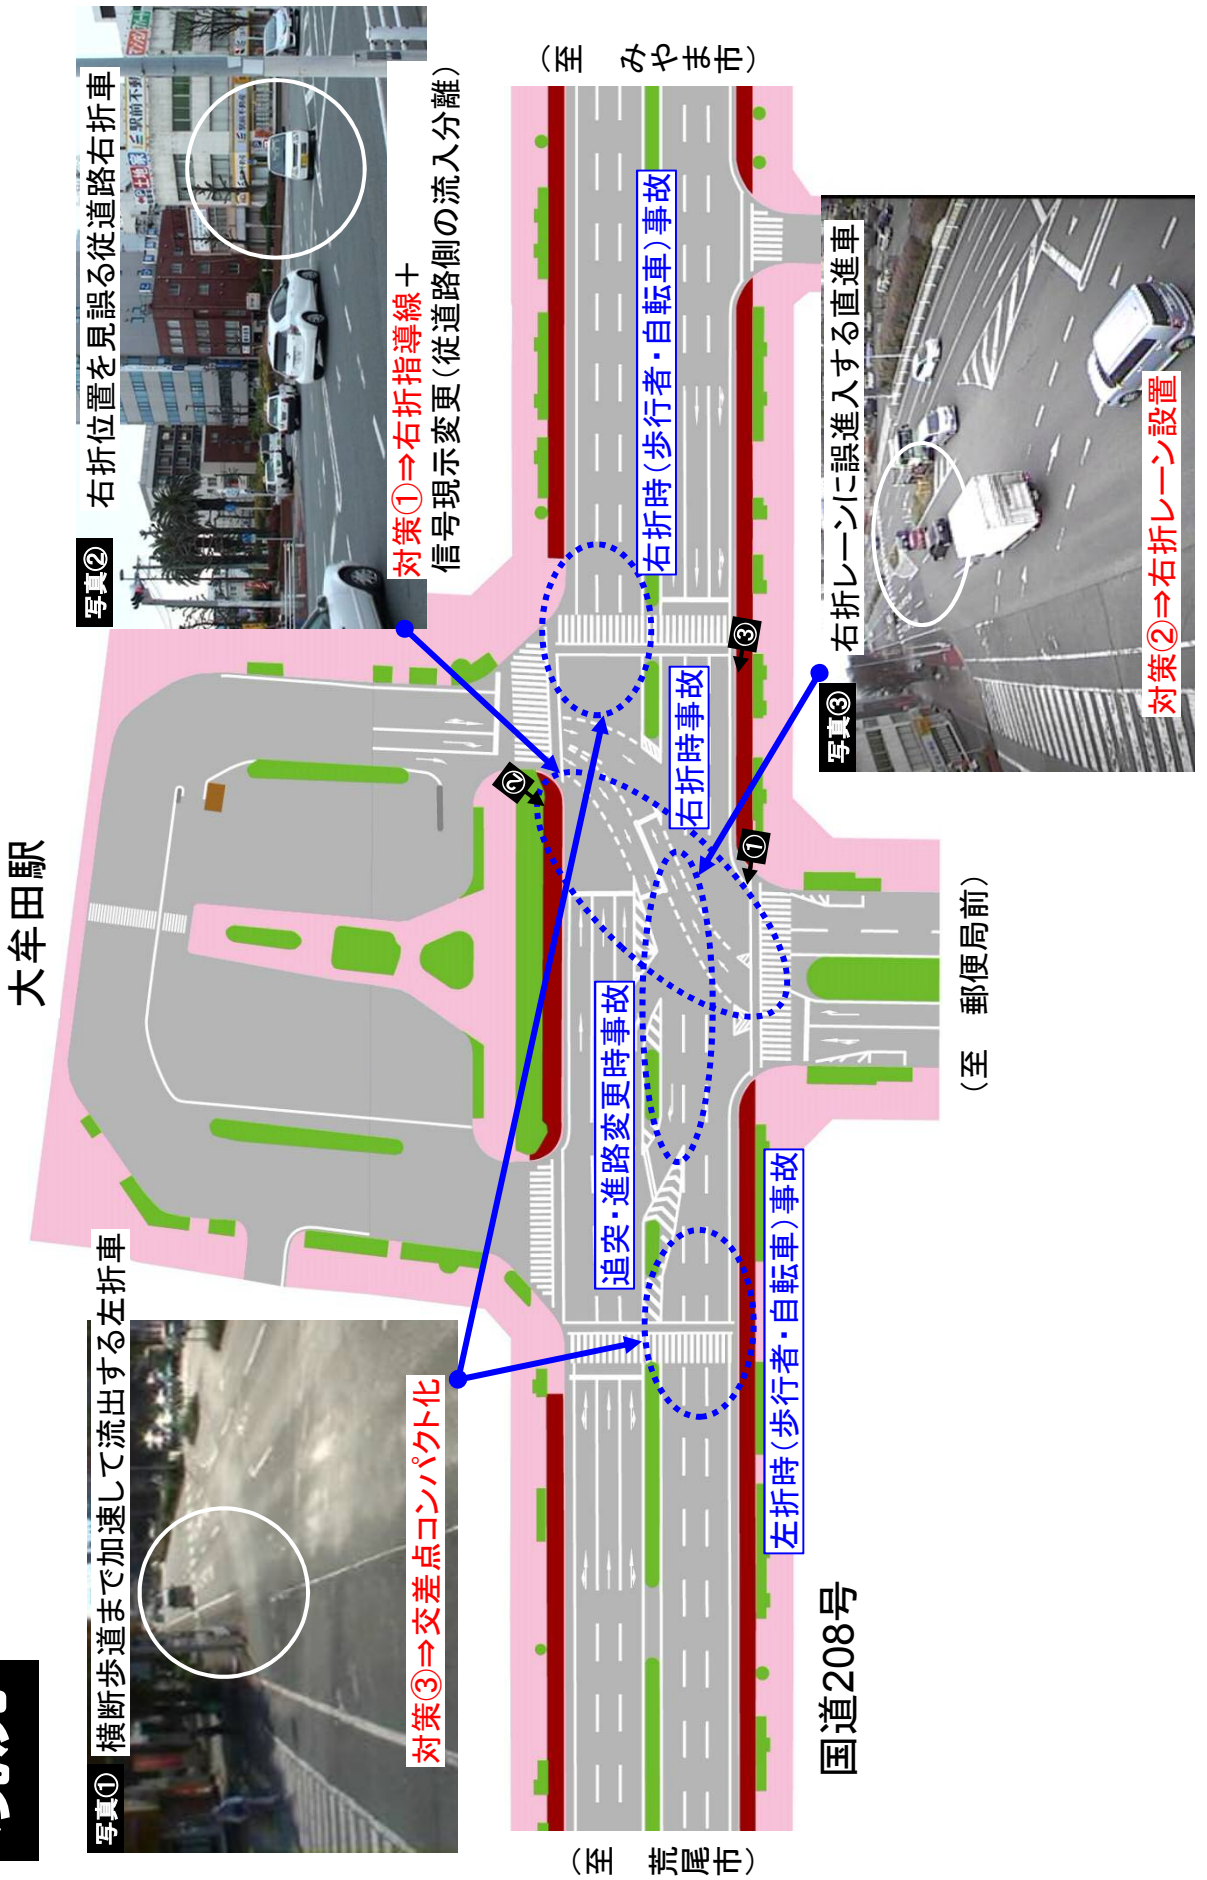 大牟田駅
写真① 横断歩道まで加速して流出する左折車
対策③⇒交差点コンパクト化
写真② 右折位置を見誤る従道路右折車
対策①⇒右折指導線＋
信号現示変更（従道路側の流入分離）
駅前不動
土地家
（至　荒尾市）
（至　みやま市）
追突・進路変更時事故
右折時事故
右折時（歩行者・自転車）事故
左折時（歩行者・自転車）事故
②
①
③
国道208号
（至　郵便局前）
写真③ 右折レーンに誤進入する直進車
対策②⇒右折レーン設置